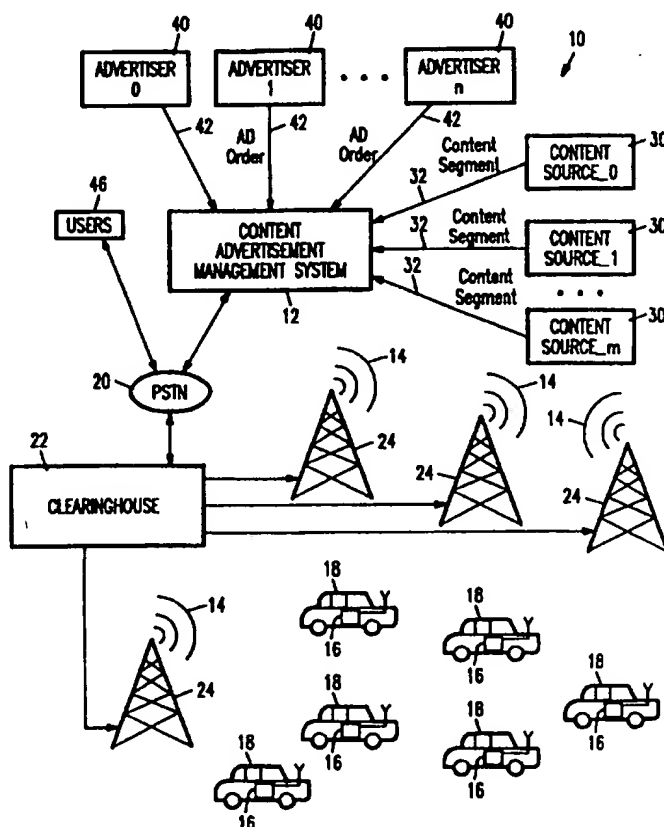 40 40 40 10
ADVERTISER
0
ADVERTISER
1
• • •
ADVERTISER
n
42 42 42
AD
Order
AD
Order
Content
Segment
30
CONTENT
SOURCE_0
32
46
USERS
CONTENT
ADVERTISEMENT
MANAGEMENT SYSTEM
12
Content
Segment
32
30
CONTENT
SOURCE_1
• • •
Content
Segment
32
30
CONTENT
SOURCE_m
20
PSTN
14 14 14
24 24 24
22
CLEARINGHOUSE
14
24
18
16
18
16
18
16
18
16
18
16
18
16